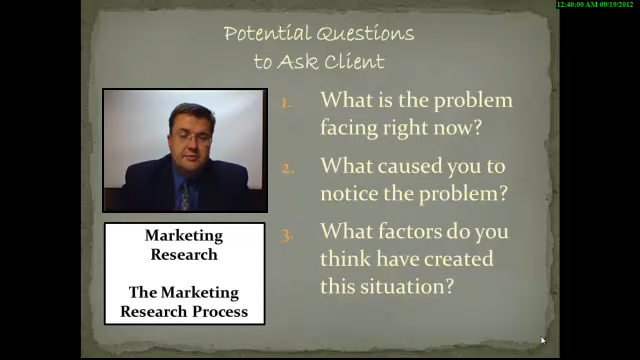 12:40:00 AM 09/19/2012
Potential Questions
to Ask Client
1. What is the problem
facing right now?
2. What caused you to
notice the problem?
3. What factors do you
think have created
this situation?
Marketing
Research
The Marketing
Research Process